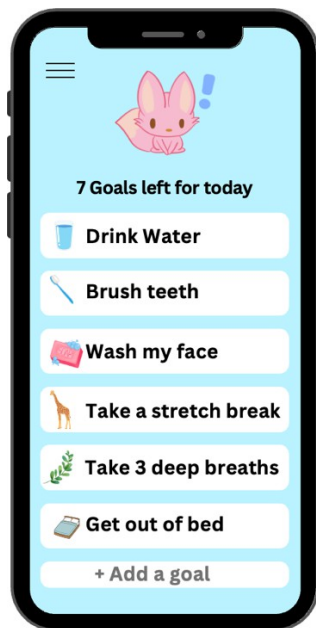 7 Goals left for today
Drink Water
Brush teeth
Wash my face
Take a stretch break
Take 3 deep breaths
Get out of bed
+ Add a goal